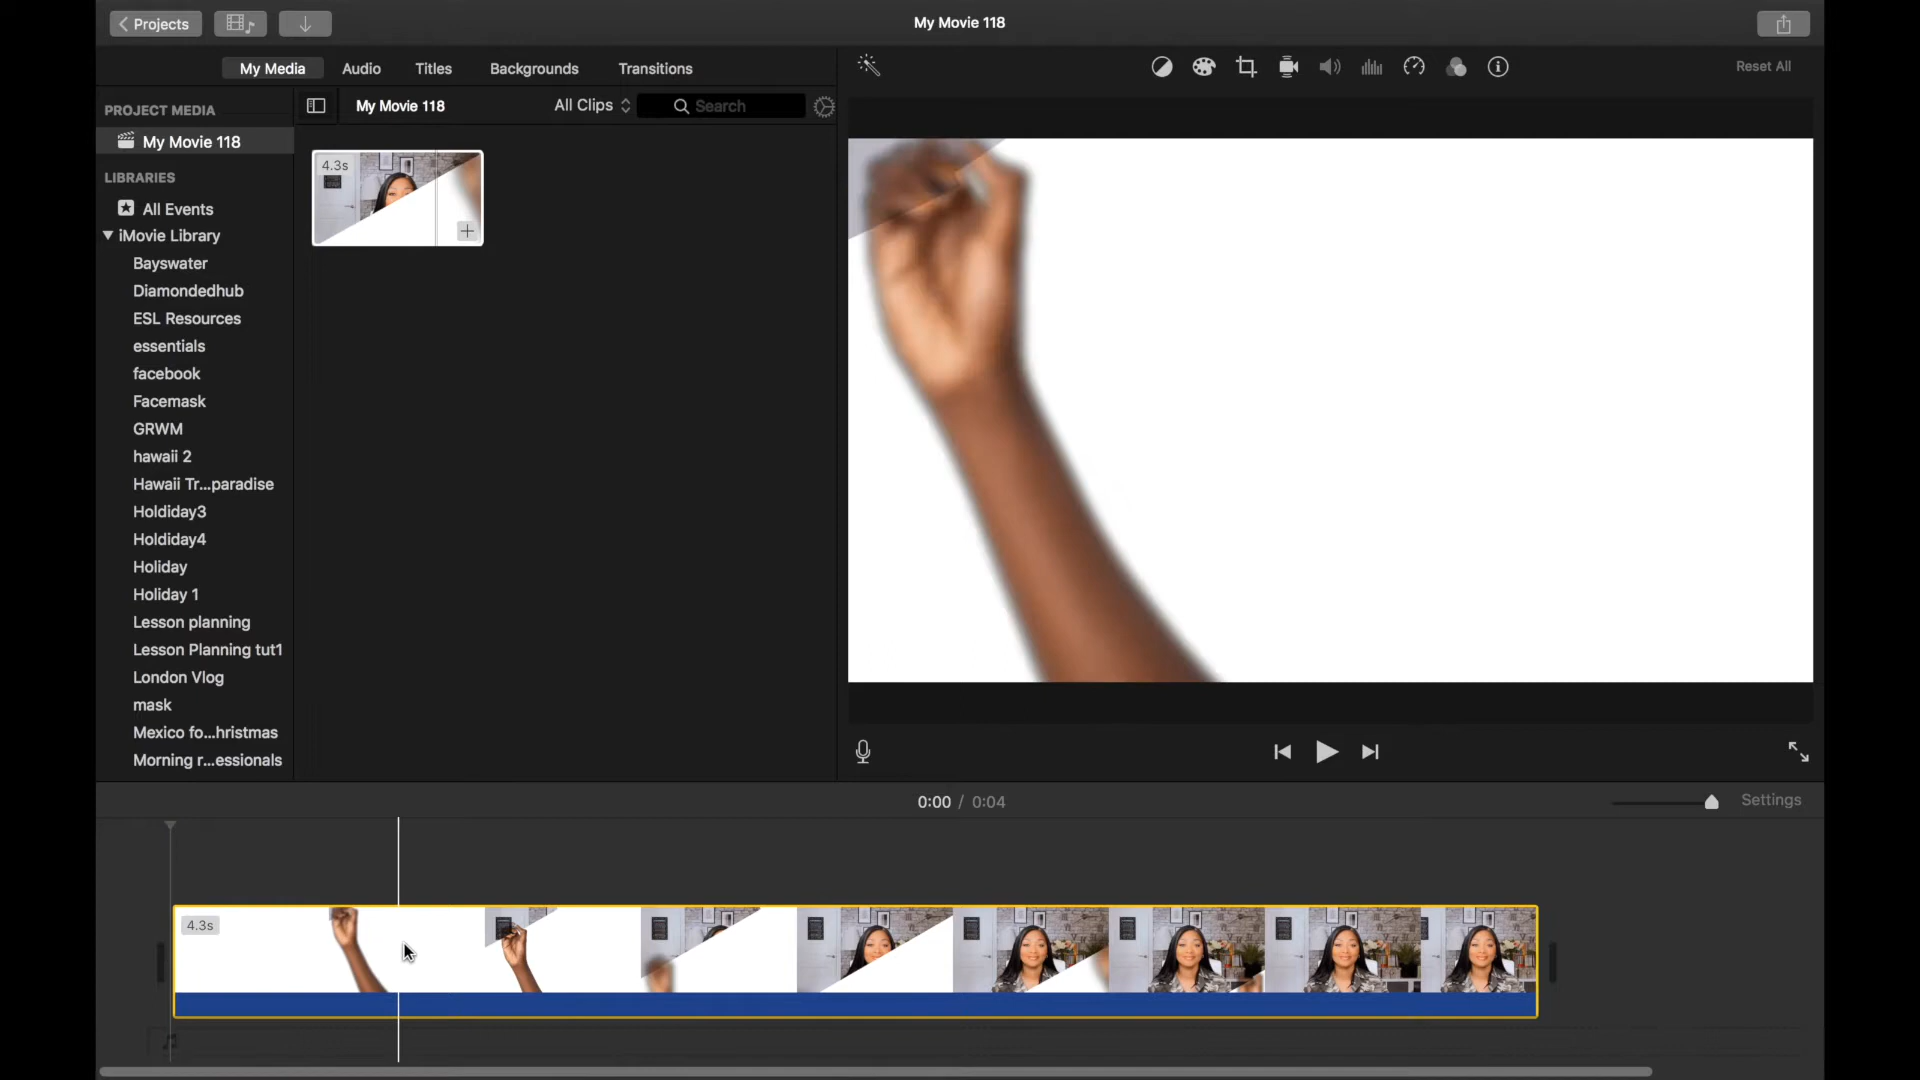 Projects
My Movie 118
My Media
Audio
Titles
Backgrounds
Transitions
Reset All
PROJECT MEDIA
My Movie 118
All Clips
Search
My Movie 118
LIBRARIES
4.3s
All Events
iMovie Library
Bayswater
Diamondedhub
ESL Resources
essentials
facebook
Facemask
GRWM
hawaii 2
Hawaii Tr...paradise
Holdiday3
Holdiday4
Holiday
Holiday 1
Lesson planning
Lesson Planning tut1
London Vlog
mask
Mexico fo...hristmas
Morning r...essionals
0:00 / 0:04
Settings
4.3s